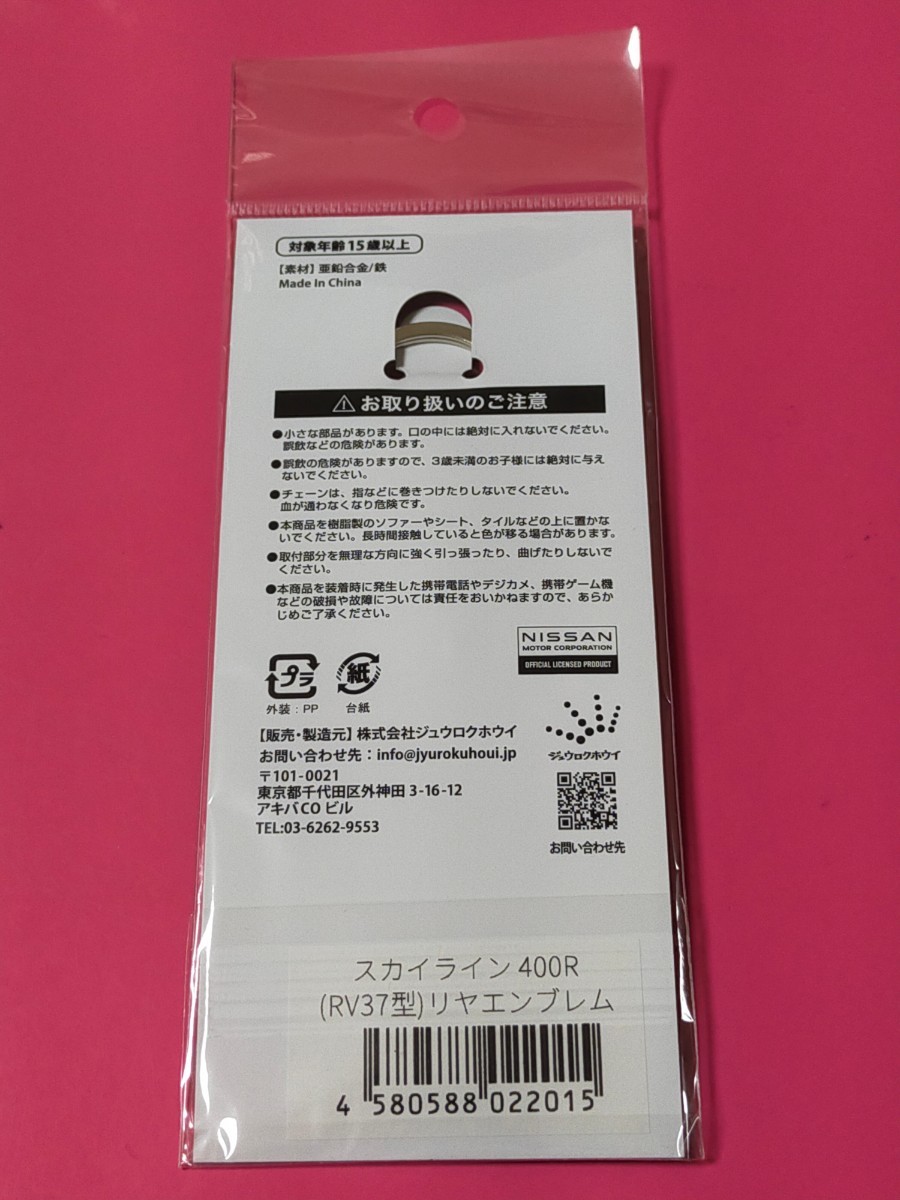 対象年齢15歳以上
【素材】亜鉛合金/鉄
Made In China
⚠お取り扱いのご注意
●小さな部品があります。口の中には絶対に入れないでください。
誤飲などの危険があります。
●誤飲の危険がありますので、3歳未満のお子様には絶対に与え
ないでください。
●チェーンは、指などに巻きつけたりしないでください。
血が通わなくなり危険です。
●本商品を樹脂製のソファーやシート、タイルなどの上に置かな
いでください。長時間接触していると色が移る場合があります。
●取付部分を無理な方向に強く引っ張ったり、曲げたりしないで
ください。
●本商品を装着時に発生した携帯電話やデジカメ、携帯ゲーム機
などの破損や故障については責任をおいかねますので、あらか
じめご了承ください。
NISSAN
MOTOR CORPORATION
OFFICIAL LICENSED PRODUCT
プラ
外装：PP
紙
台紙
【販売・製造元】株式会社ジュウロクホウイ
お問い合わせ先：info@jyurokuhoui.jp
〒101-0021
東京都千代田区外神田 3-16-12
アキバCO ビル
TEL:03-6262-9553
ジュウロクホウイ
お問い合わせ先
スカイライン 400R
(RV37型)リヤエンブレム
4 580588 022015